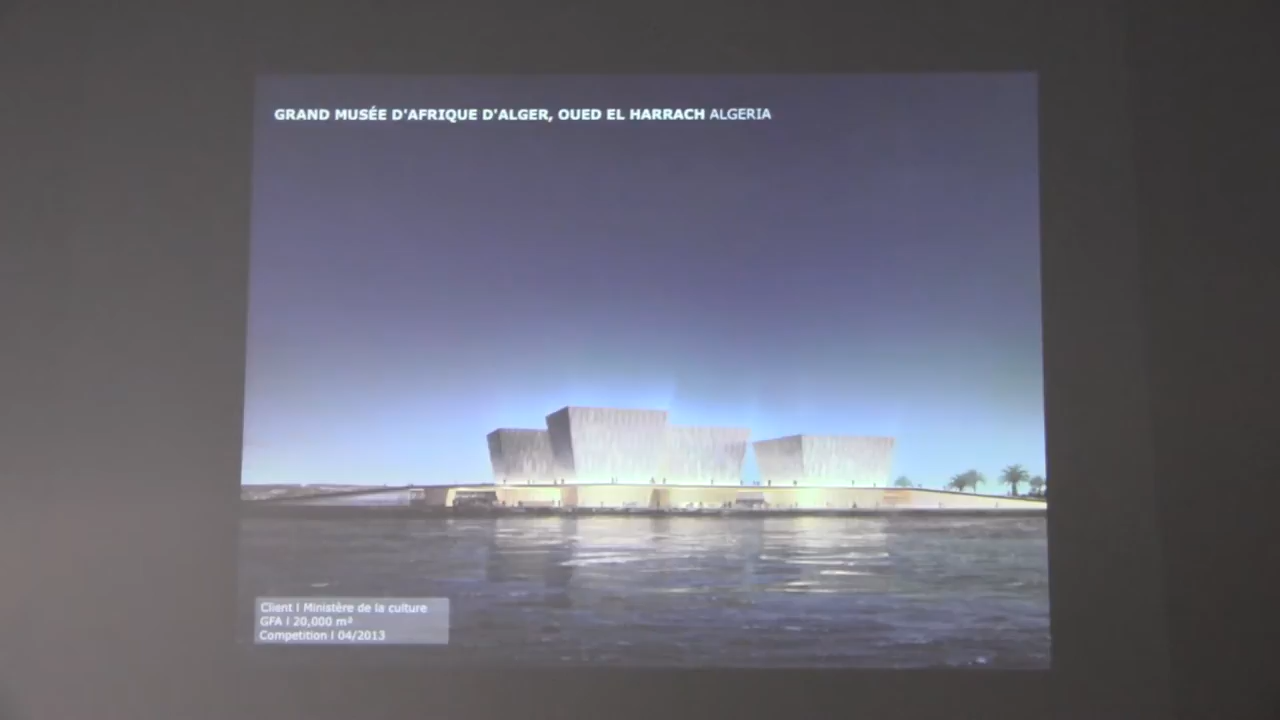 GRAND MUSÉE D'AFRIQUE D'ALGER, OUED EL HARRACH ALGERIA
Client I Ministère de la culture
GFA I 20,000 m²
Competition I 04/2013